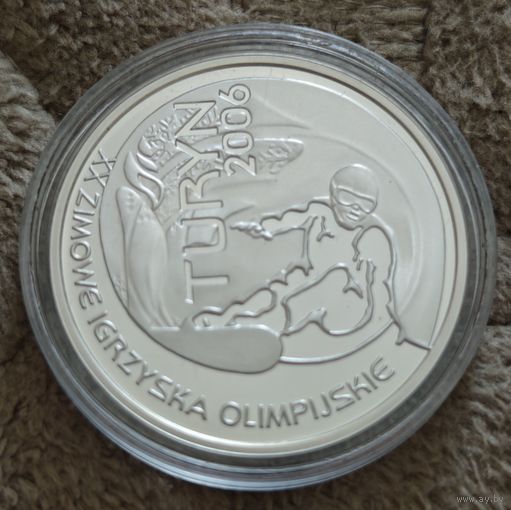 XX ZIMOWE IGRZYSKA OLIMPIJSKIE
TURYN
2006
www.ay.by